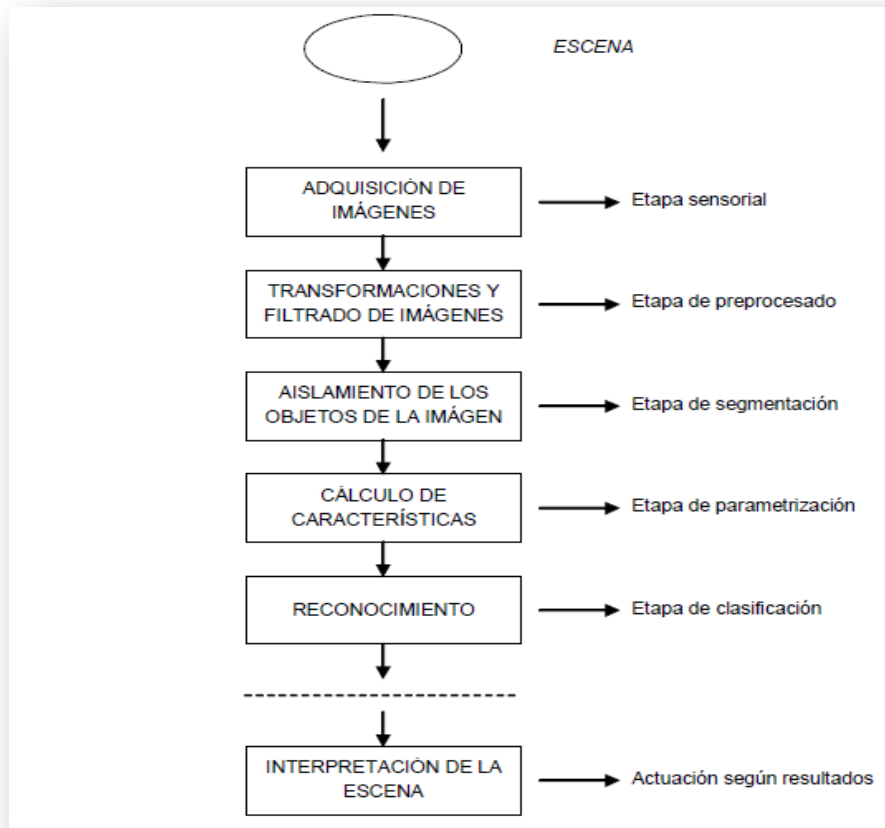 ESCENA
ADQUISICIÓN DE
IMÁGENES
Etapa sensorial
TRANSFORMACIONES Y
FILTRADO DE IMÁGENES
Etapa de preprocesado
AISLAMIENTO DE LOS
OBJETOS DE LA IMÁGEN
Etapa de segmentación
CÁLCULO DE
CARACTERÍSTICAS
Etapa de parametrización
RECONOCIMIENTO
Etapa de clasificación
INTERPRETACIÓN DE LA
ESCENA
Actuación según resultados